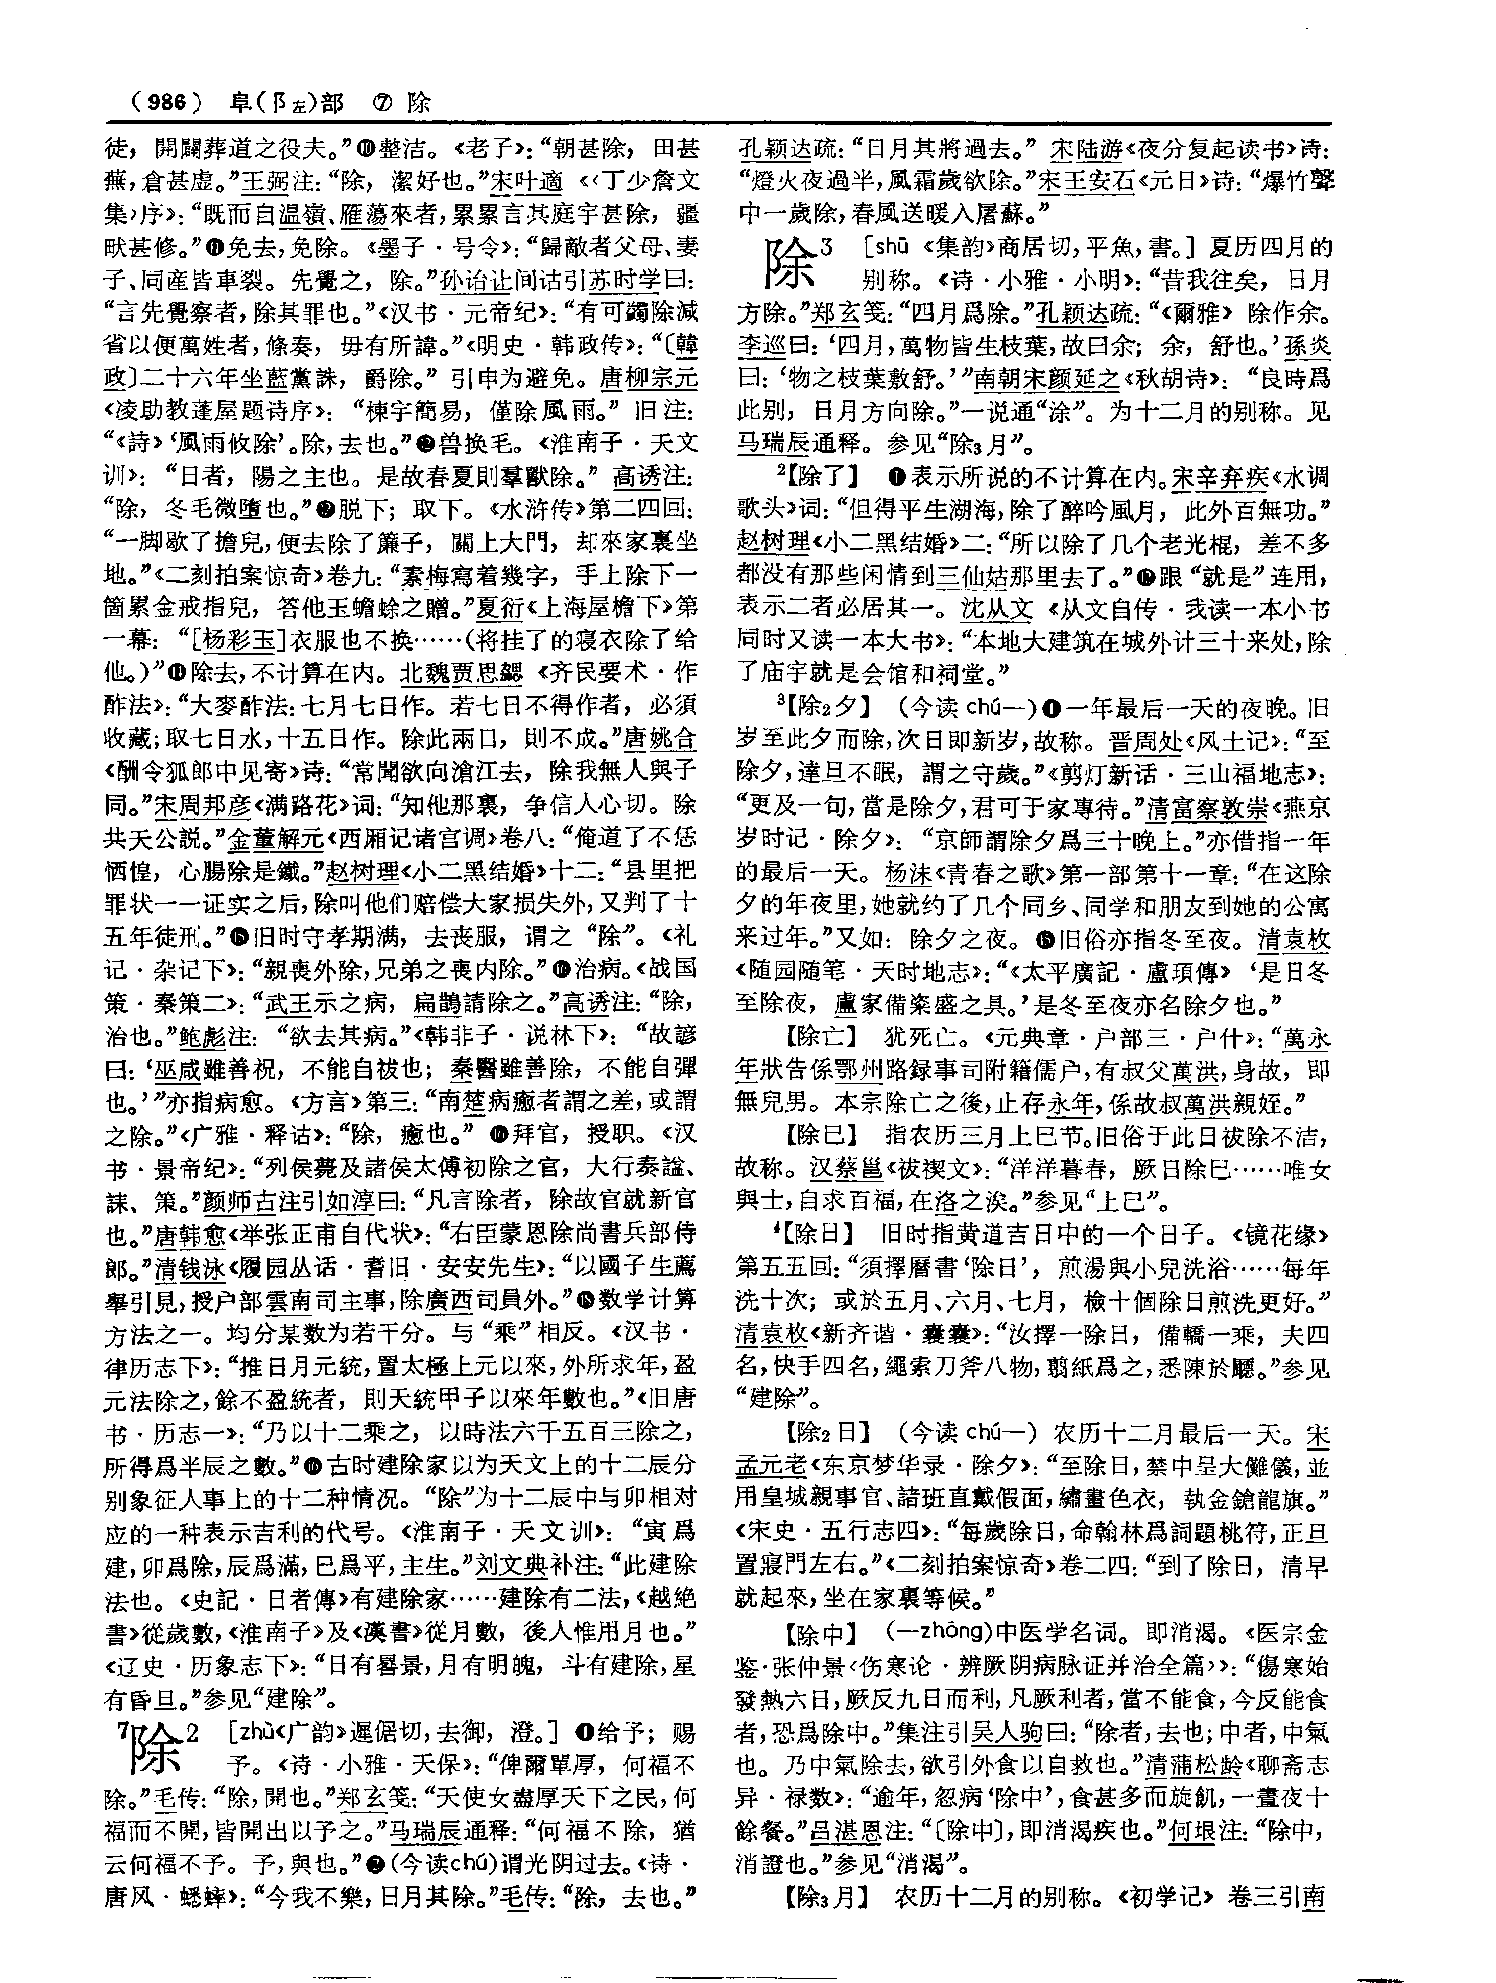 （986） 阜（阝左）部 ⑦ 除
徒，開闢葬道之役夫。”❿整洁。《老子》：“朝甚除，田甚
蕪，倉甚虚。”王弼注：“除，潔好也。”宋叶適《〈丁少詹文
集〉序》：“既而自温嶺、雁蕩來者，累累言其庭宇甚除，疆
畎甚修。”⓫免去，免除。《墨子·号令》：“歸敵者父母、妻
子、同産皆車裂。先覺之，除。”孙诒让间诂引苏时学曰：
“言先覺察者，除其罪也。”《汉书·元帝纪》：“有可蠲除減
省以便萬姓者，條奏，毋有所諱。”《明史·韩政传》：“〔韓
政〕二十六年坐藍黨誅，爵除。”引申为避免。唐柳宗元
《凌助教蓬屋题诗序》：“棟宇簡易，僅除風雨。”旧注：
“《詩》‘風雨攸除’。除，去也。”⓬兽换毛。《淮南子·天文
训》：“日者，陽之主也。是故春夏則羣獸除。”高诱注：
“除，冬毛微墮也。”⓭脱下；取下。《水浒传》第二四回：
“一脚歇了擔兒，便去除了簾子，關上大門，却來家裏坐
地。”《二刻拍案惊奇》卷九：“素梅寫着幾字，手上除下一
箇累金戒指兒，答他玉蟾蜍之贈。”夏衍《上海屋檐下》第
一幕：“［杨彩玉］衣服也不换……（将挂了的寝衣除了给
他。）”⓮除去，不计算在内。北魏贾思勰《齐民要术·作
酢法》：“大麥酢法：七月七日作。若七日不得作者，必須
收藏；取七日水，十五日作。除此兩日，則不成。”唐姚合
《酬令狐郎中见寄》诗：“常聞欲向滄江去，除我無人與子
同。”宋周邦彦《满路花》词：“知他那裏，争信人心切。除
共天公説。”金董解元《西厢记诸宫调》卷八：“俺道了不恁
恓惶，心腸除是鐵。”赵树理《小二黑结婚》十二：“县里把
罪状一一证实之后，除叫他们赔偿大家损失外，又判了十
五年徒刑。”⓯旧时守孝期满，去丧服，谓之“除”。《礼
记·杂记下》：“親喪外除，兄弟之喪内除。”⓰治病。《战国
策·秦策二》：“武王示之病，扁鵲請除之。”高诱注：“除，
治也。”鲍彪注：“欲去其病。”《韩非子·说林下》：“故諺
曰：‘巫咸雖善祝，不能自祓也；秦醫雖善除，不能自彈
也。’”亦指病愈。《方言》第三：“南楚病癒者謂之差，或謂
之除。”《广雅·释诂》：“除，癒也。”⓱拜官，授职。《汉
书·景帝纪》：“列侯薨及諸侯太傅初除之官，大行奏諡、
誄、策。”颜师古注引如淳曰：“凡言除者，除故官就新官
也。”唐韩愈《举张正甫自代状》：“右臣蒙恩除尚書兵部侍
郎。”清钱泳《履园丛话·耆旧·安安先生》：“以國子生薦
舉引見，授户部雲南司主事，除廣西司員外。”⓲数学计算
方法之一。均分某数为若干分。与“乘”相反。《汉书·
律历志下》：“推日月元統，置太極上元以來，外所求年，盈
元法除之，餘不盈統者，則天統甲子以來年數也。”《旧唐
书·历志一》：“乃以十二乘之，以時法六千五百三除之，
所得爲半辰之數。”⓳古时建除家以为天文上的十二辰分
别象征人事上的十二种情况。“除”为十二辰中与卯相对
应的一种表示吉利的代号。《淮南子·天文训》：“寅爲
建，卯爲除，辰爲滿，巳爲平，主生。”刘文典补注：“此建除
法也。《史記·日者傳》有建除家……建除有二法，《越絶
書》從歲數，《淮南子》及《漢書》從月數，後人惟用月也。”
《辽史·历象志下》：“日有晷景，月有明魄，斗有建除，星
有昏旦。”参见“建除”。
⁷除₂［zhù《广韵》遲倨切，去御，澄。］❶给予；赐
予。《诗·小雅·天保》：“俾爾單厚，何福不
除。”毛传：“除，開也。”郑玄笺：“天使女盡厚天下之民，何
福而不開，皆開出以予之。”马瑞辰通释：“何福不除，猶
云何福不予。予，與也。”❷（今读chú）谓光阴过去。《诗·
唐风·蟋蟀》：“今我不樂，日月其除。”毛传：“除，去也。”
孔颖达疏：“日月其將過去。”宋陆游《夜分复起读书》诗：
“燈火夜過半，風霜歲欲除。”宋王安石《元日》诗：“爆竹聲
中一歲除，春風送暖入屠蘇。”
除₃［shū《集韵》商居切，平魚，書。］夏历四月的
别称。《诗·小雅·小明》：“昔我往矣，日月
方除。”郑玄笺：“四月爲除。”孔颖达疏：“《爾雅》除作余。
李巡曰：‘四月，萬物皆生枝葉，故曰余；余，舒也。’孫炎
曰：‘物之枝葉敷舒。’”南朝宋颜延之《秋胡诗》：“良時爲
此别，日月方向除。”一说通“涂”。为十二月的别称。见
马瑞辰通释。参见“除₃月”。
²【除了】❶表示所说的不计算在内。宋辛弃疾《水调
歌头》词：“但得平生湖海，除了醉吟風月，此外百無功。”
赵树理《小二黑结婚》二：“所以除了几个老光棍，差不多
都没有那些闲情到三仙姑那里去了。”❷跟“就是”连用，
表示二者必居其一。沈从文《从文自传·我读一本小书
同时又读一本大书》：“本地大建筑在城外计三十来处，除
了庙宇就是会馆和祠堂。”
³【除₂夕】（今读chú—）❶一年最后一天的夜晚。旧
岁至此夕而除，次日即新岁，故称。晋周处《风土记》：“至
除夕，達旦不眠，謂之守歲。”《剪灯新话·三山福地志》：
“更及一旬，當是除夕，君可于家專待。”清富察敦崇《燕京
岁时记·除夕》：“京師謂除夕爲三十晚上。”亦借指一年
的最后一天。杨沫《青春之歌》第一部第十一章：“在这除
夕的年夜里，她就约了几个同乡、同学和朋友到她的公寓
来过年。”又如：除夕之夜。❷旧俗亦指冬至夜。清袁枚
《随园随笔·天时地志》：“《太平廣記·盧頊傳》‘是日冬
至除夜，盧家備粢盛之具。’是冬至夜亦名除夕也。”
【除亡】犹死亡。《元典章·户部三·户什》：“萬永
年狀告係鄂州路録事司附籍儒户，有叔父萬洪，身故，即
無兒男。本宗除亡之後，止存永年，係故叔萬洪親姪。”
【除巳】指农历三月上巳节。旧俗于此日祓除不洁，
故称。汉蔡邕《祓禊文》：“洋洋暮春，厥日除巳……唯女
與士，自求百福，在洛之涘。”参见“上巳”。
⁴【除日】旧时指黄道吉日中的一个日子。《镜花缘》
第五五回：“須擇曆書‘除日’，煎湯與小兒洗浴……每年
洗十次；或於五月、六月、七月，檢十個除日煎洗更好。”
清袁枚《新齐谐·囊囊》：“汝擇一除日，備轎一乘，夫四
名，快手四名，繩索刀斧八物，翦紙爲之，悉陳於廳。”参见
“建除”。
【除₂日】（今读chú—）农历十二月最后一天。宋
孟元老《东京梦华录·除夕》：“至除日，禁中呈大儺儀，並
用皇城親事官、諸班直戴假面，繡畫色衣，執金鎗龍旗。”
《宋史·五行志四》：“每歲除日，命翰林爲詞題桃符，正旦
置寢門左右。”《二刻拍案惊奇》卷二四：“到了除日，清早
就起來，坐在家裏等候。”
【除中】（—zhōng）中医学名词。即消渴。《医宗金
鉴·张仲景〈伤寒论·辨厥阴病脉证并治全篇〉》：“傷寒始
發熱六日，厥反九日而利，凡厥利者，當不能食，今反能食
者，恐爲除中。”集注引吴人驹曰：“除者，去也；中者，中氣
也。乃中氣除去，欲引外食以自救也。”清蒲松龄《聊斋志
异·禄数》：“逾年，忽病‘除中’，食甚多而旋飢，一晝夜十
餘餐。”吕湛恩注：“〔除中〕，即消渴疾也。”何垠注：“除中，
消證也。”参见“消渴”。
【除₃月】农历十二月的别称。《初学记》卷三引南